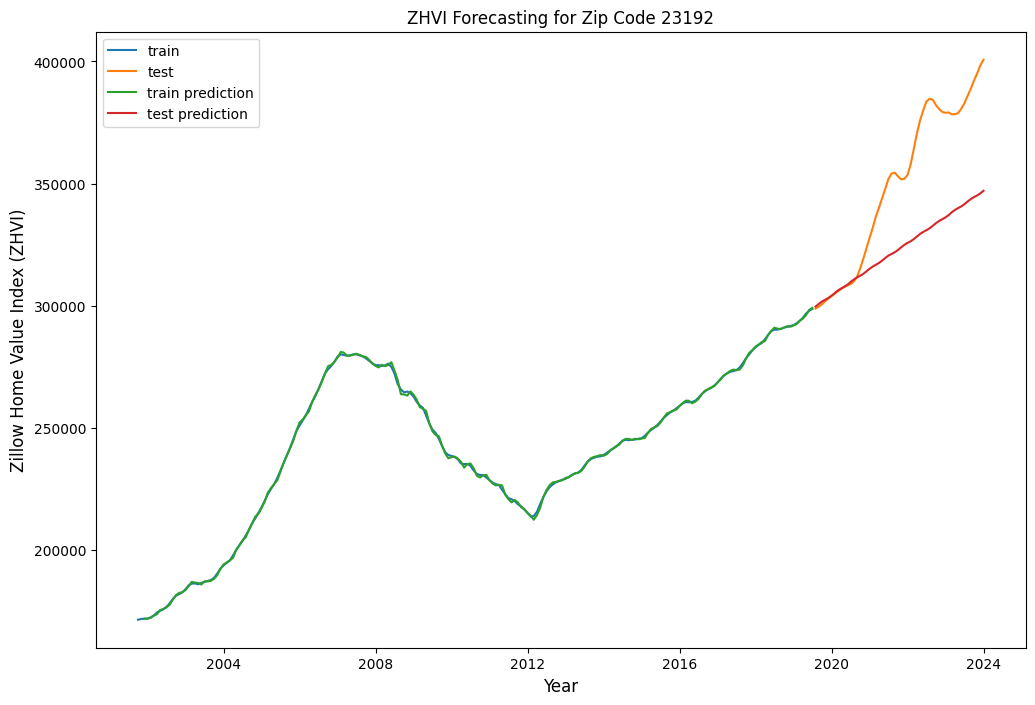 ZHVI Forecasting for Zip Code 23192
train
test
train prediction
test prediction
400000
350000
300000
250000
200000
Zillow Home Value Index (ZHVI)
2004 2008 2012 2016 2020 2024
Year